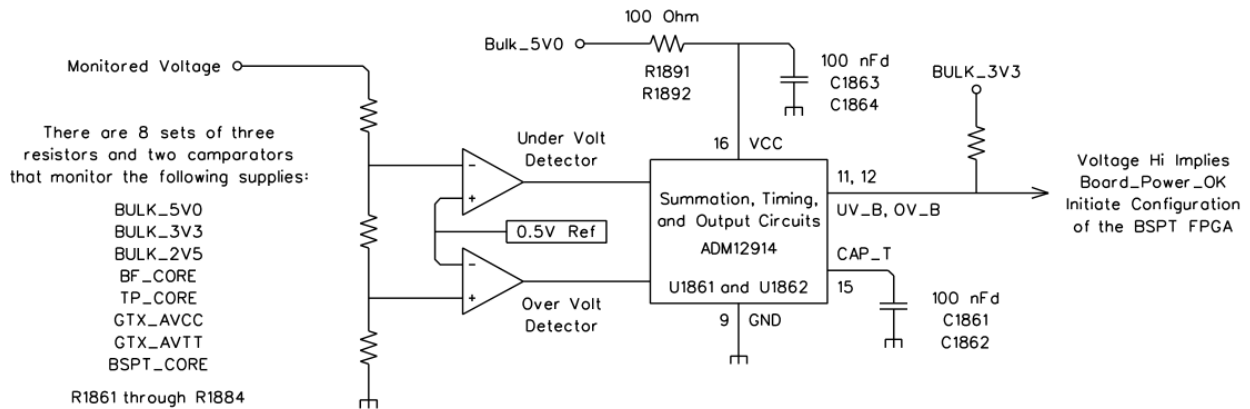 100 Ohm
Bulk_5V0
R1891
R1892
100 nFd
C1863
C1864
BULK_3V3
Monitored Voltage
There are 8 sets of three
resistors and two camparators
that monitor the following supplies:
BULK_5V0
BULK_3V3
BULK_2V5
BF_CORE
TP_CORE
GTX_AVCC
GTX_AVTT
BSPT_CORE
R1861 through R1884
Under Volt
Detector
-
+
0.5V Ref
-
+
Over Volt
Detector
16 VCC
Summation, Timing,
and Output Circuits
ADM12914
U1861 and U1862
9 GND
11, 12
UV_B, OV_B
CAP_T
15
100 nFd
C1861
C1862
Voltage Hi Implies
Board_Power_OK
Initiate Configuration
of the BSPT FPGA